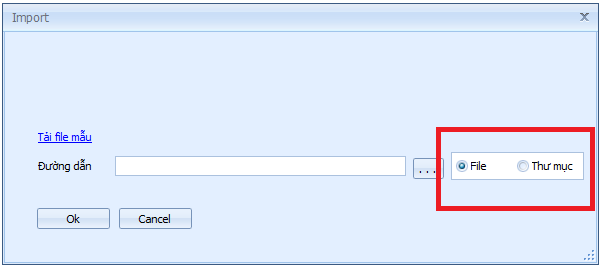 Import
Tải file mẫu
Đường dẫn ... File Thư mục
Ok Cancel